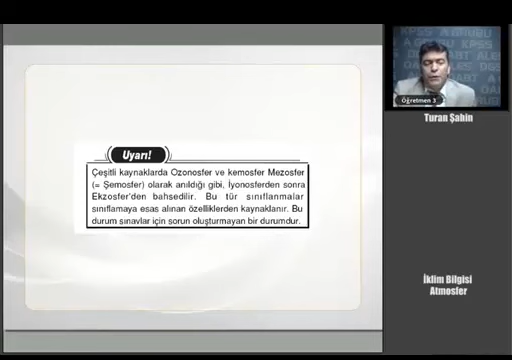 Uyarı!
Çeşitli kaynaklarda Ozonosfer ve kemosfer Mezosfer
(= Şemosfer) olarak anıldığı gibi, İyonosferden sonra
Ekzosfer'den bahsedilir. Bu tür sınıflanmalar
sınıflamaya esas alınan özelliklerden kaynaklanır. Bu
durum sınavlar için sorun oluşturmayan bir durumdur.
Öğretmen 3
Turan Şahin
İklim Bilgisi
Atmosfer